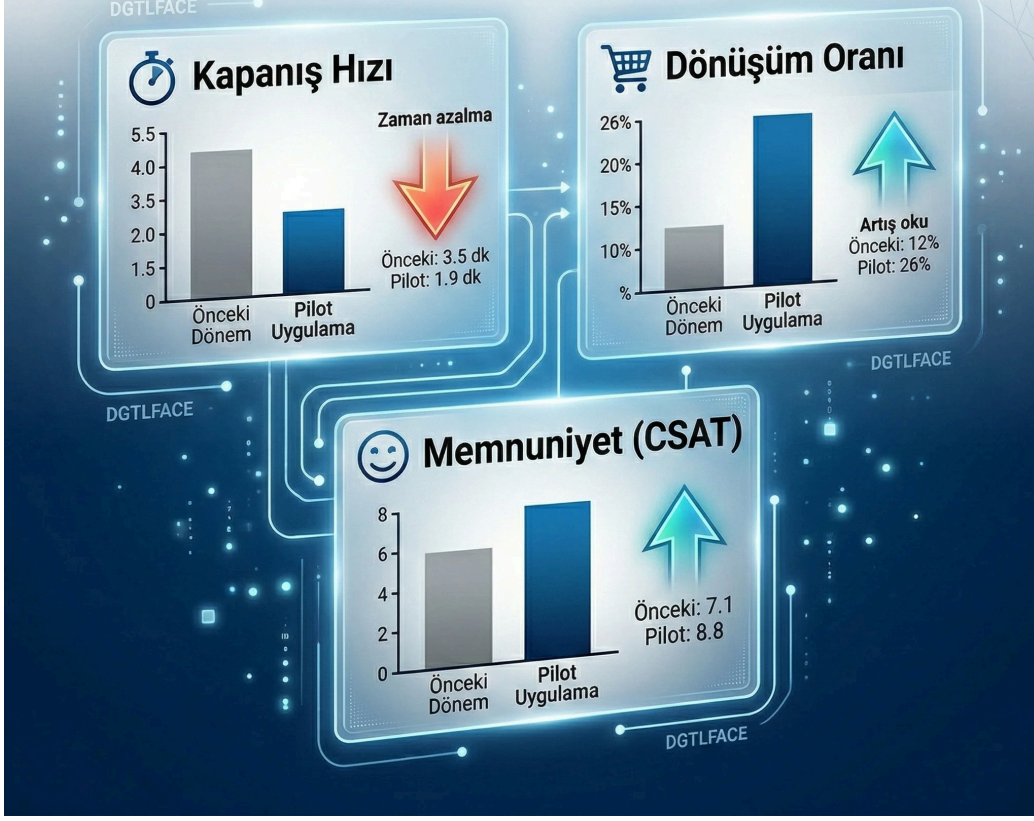 DGTLFACE
Kapanış Hızı
Zaman azalma
5.5
4.0
3.5
2.0
1.5
0
Önceki: 3.5 dk
Pilot: 1.9 dk
Önceki
Dönem
Pilot
Uygulama
Dönüşüm Oranı
26%
20%
15%
10%
%
Artış oku
Önceki: 12%
Pilot: 26%
Önceki
Dönem
Pilot
Uygulama
DGTLFACE
DGTLFACE
Memnuniyet (CSAT)
8
6
4
2
0
Önceki: 7.1
Pilot: 8.8
Önceki
Dönem
Pilot
Uygulama
DGTLFACE